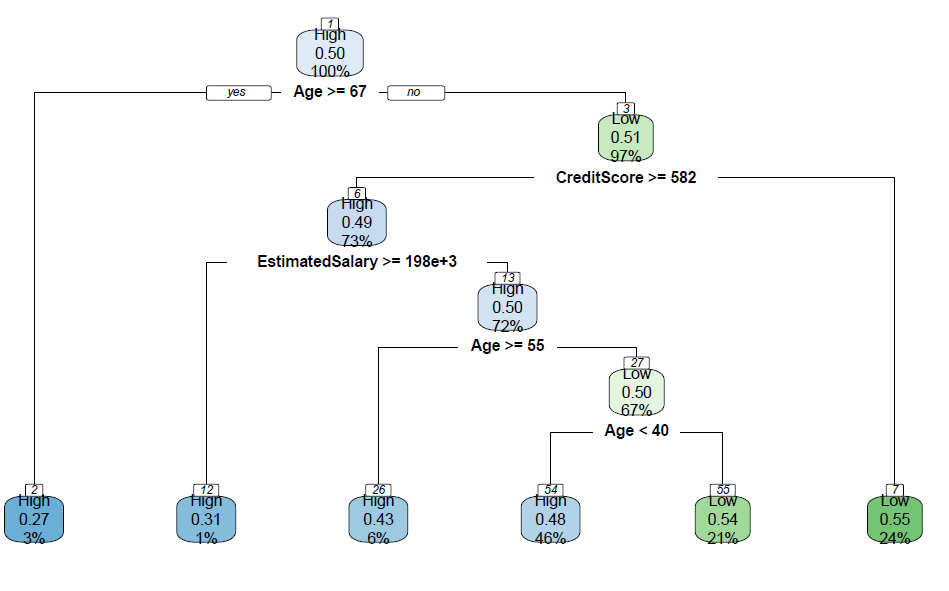 1
High
0.50
100%
yes
Age >= 67
no
3
Low
0.51
97%
CreditScore >= 582
6
High
0.49
73%
EstimatedSalary >= 198e+3
13
High
0.50
72%
Age >= 55
27
Low
0.50
67%
Age < 40
2
High
0.27
3%
12
High
0.31
1%
26
High
0.43
6%
54
High
0.48
46%
55
Low
0.54
21%
7
Low
0.55
24%